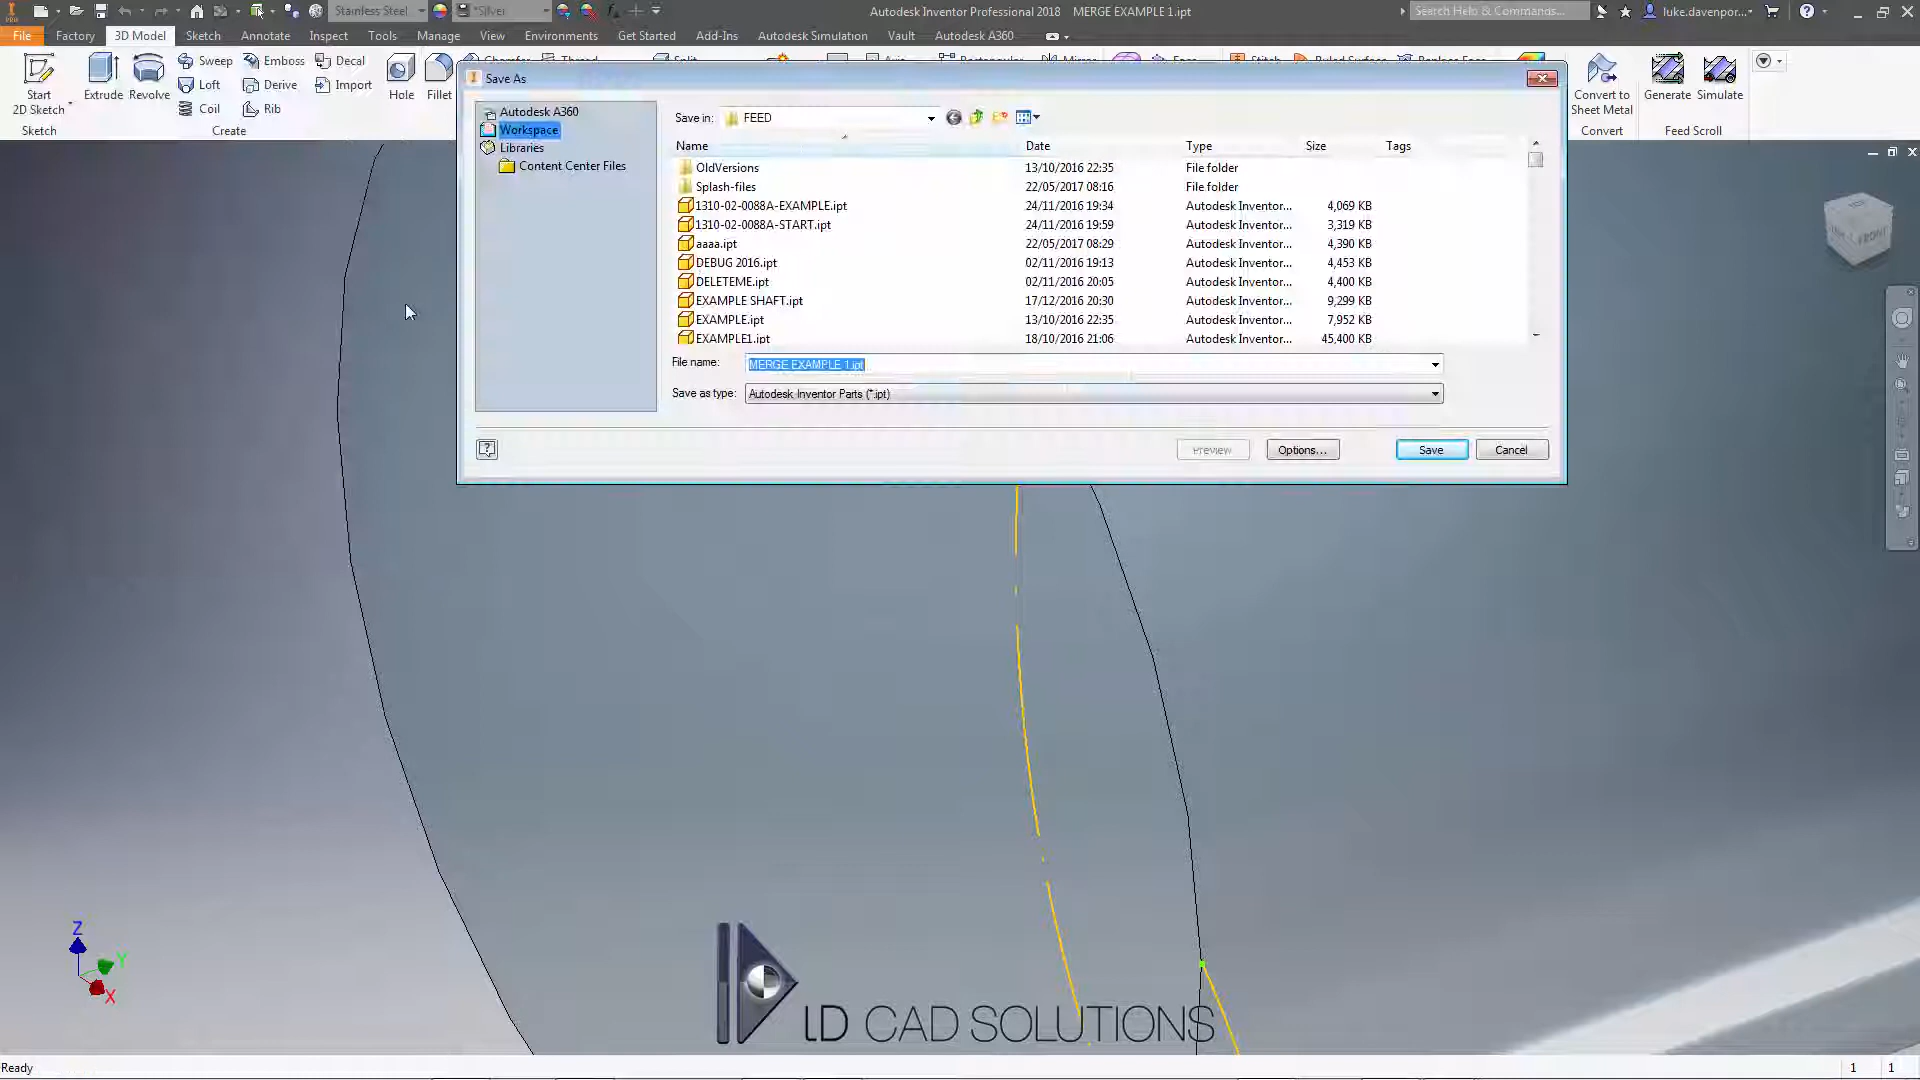 Stainless Steel
*Silver
Autodesk Inventor Professional 2018 MERGE EXAMPLE 1.ipt
Search Help & Commands...
luke.davenpor...
File Factory 3D Model Sketch Annotate Inspect Tools Manage View Environments Get Started Add-Ins Autodesk Simulation Vault Autodesk A360
Start
2D Sketch
Extrude
Revolve
Sweep
Loft
Coil
Emboss
Derive
Rib
Decal
Import
Hole
Fillet
Convert to
Sheet Metal
Generate
Simulate
Sketch
Create
Convert
Feed Scroll
Save As
Autodesk A360
Workspace
Libraries
Content Center Files
Save in: FEED
Name Date Type Size Tags
OldVersions 13/10/2016 22:35 File folder
Splash-files 22/05/2017 08:16 File folder
1310-02-0088A-EXAMPLE.ipt 24/11/2016 19:34 Autodesk Inventor... 4,069 KB
1310-02-0088A-START.ipt 24/11/2016 19:59 Autodesk Inventor... 3,319 KB
aaaa.ipt 22/05/2017 08:29 Autodesk Inventor... 4,390 KB
DEBUG 2016.ipt 02/11/2016 19:13 Autodesk Inventor... 4,453 KB
DELETEME.ipt 02/11/2016 20:05 Autodesk Inventor... 4,400 KB
EXAMPLE SHAFT.ipt 17/12/2016 20:30 Autodesk Inventor... 9,299 KB
EXAMPLE.ipt 13/10/2016 22:35 Autodesk Inventor... 7,952 KB
EXAMPLE1.ipt 18/10/2016 21:06 Autodesk Inventor... 45,400 KB
File name: MERGE EXAMPLE 1.ipt
Save as type: Autodesk Inventor Parts (*.ipt)
Preview Options... Save Cancel
FRONT
Z
Y
X
LD CAD SOLUTIONS
Ready
1 1